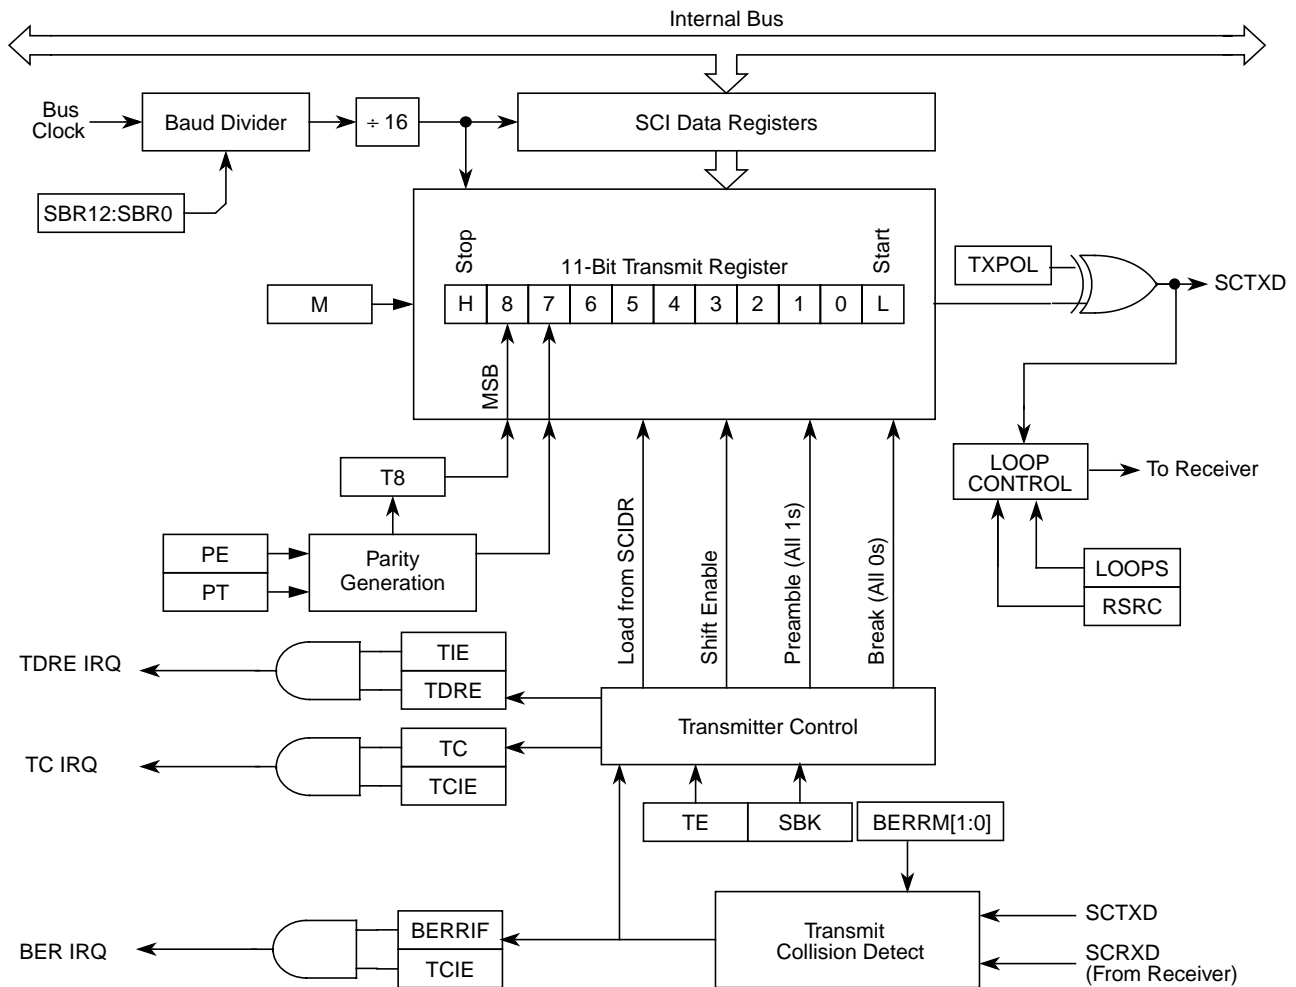 Internal Bus
Bus
Clock
Baud Divider
÷ 16
SCI Data Registers
SBR12:SBR0
Stop
11-Bit Transmit Register
Start
TXPOL
SCTXD
M
H 8 7 6 5 4 3 2 1 0 L
MSB
T8
LOOP
CONTROL
To Receiver
PE
PT
Parity
Generation
Load from SCIDR
Shift Enable
Preamble (All 1s)
Break (All 0s)
LOOPS
RSRC
TDRE IRQ
TIE
TDRE
Transmitter Control
TC IRQ
TC
TCIE
TE
SBK
BERRM[1:0]
BER IRQ
BERRIF
TCIE
Transmit
Collision Detect
SCTXD
SCRXD
(From Receiver)